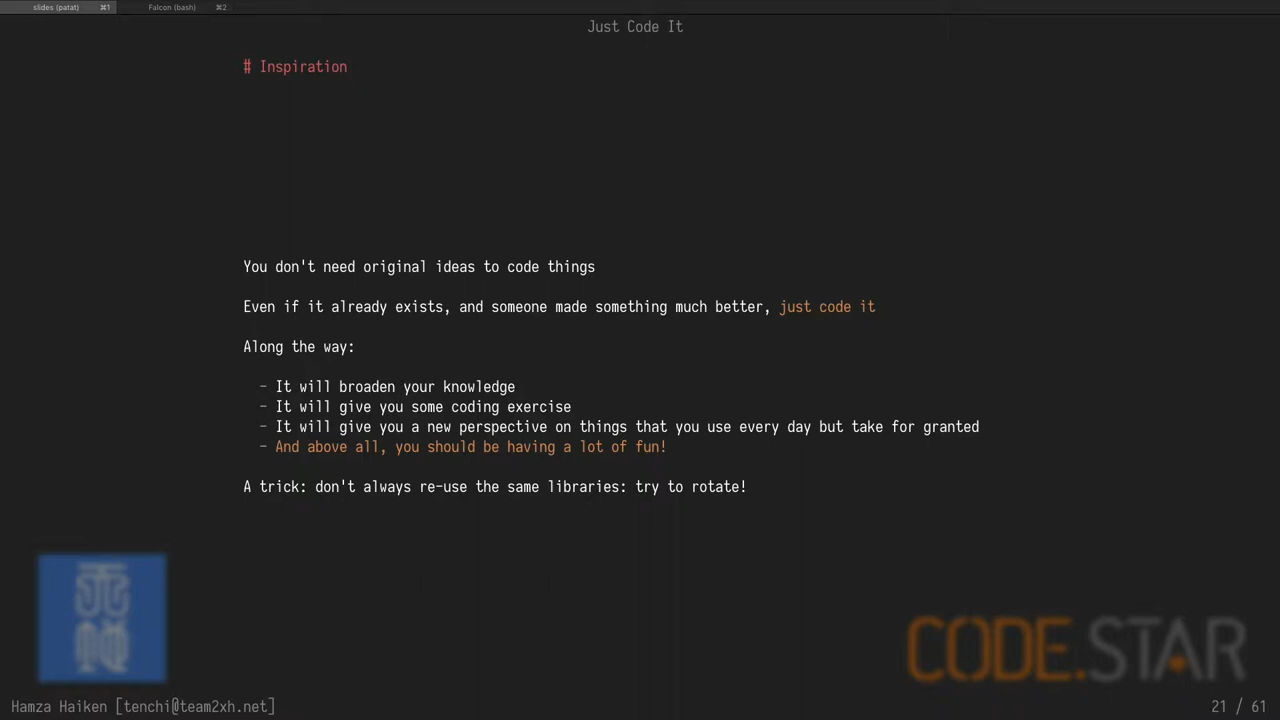 slides (patat) ⌘1 Falcon (bash) ⌘2
Just Code It
# Inspiration
You don't need original ideas to code things
Even if it already exists, and someone made something much better, just code it
Along the way:
- It will broaden your knowledge
- It will give you some coding exercise
- It will give you a new perspective on things that you use every day but take for granted
- And above all, you should be having a lot of fun!
A trick: don't always re-use the same libraries: try to rotate!
CODE.STAR
Hamza Haiken [tenchi@team2xh.net] 21 / 61